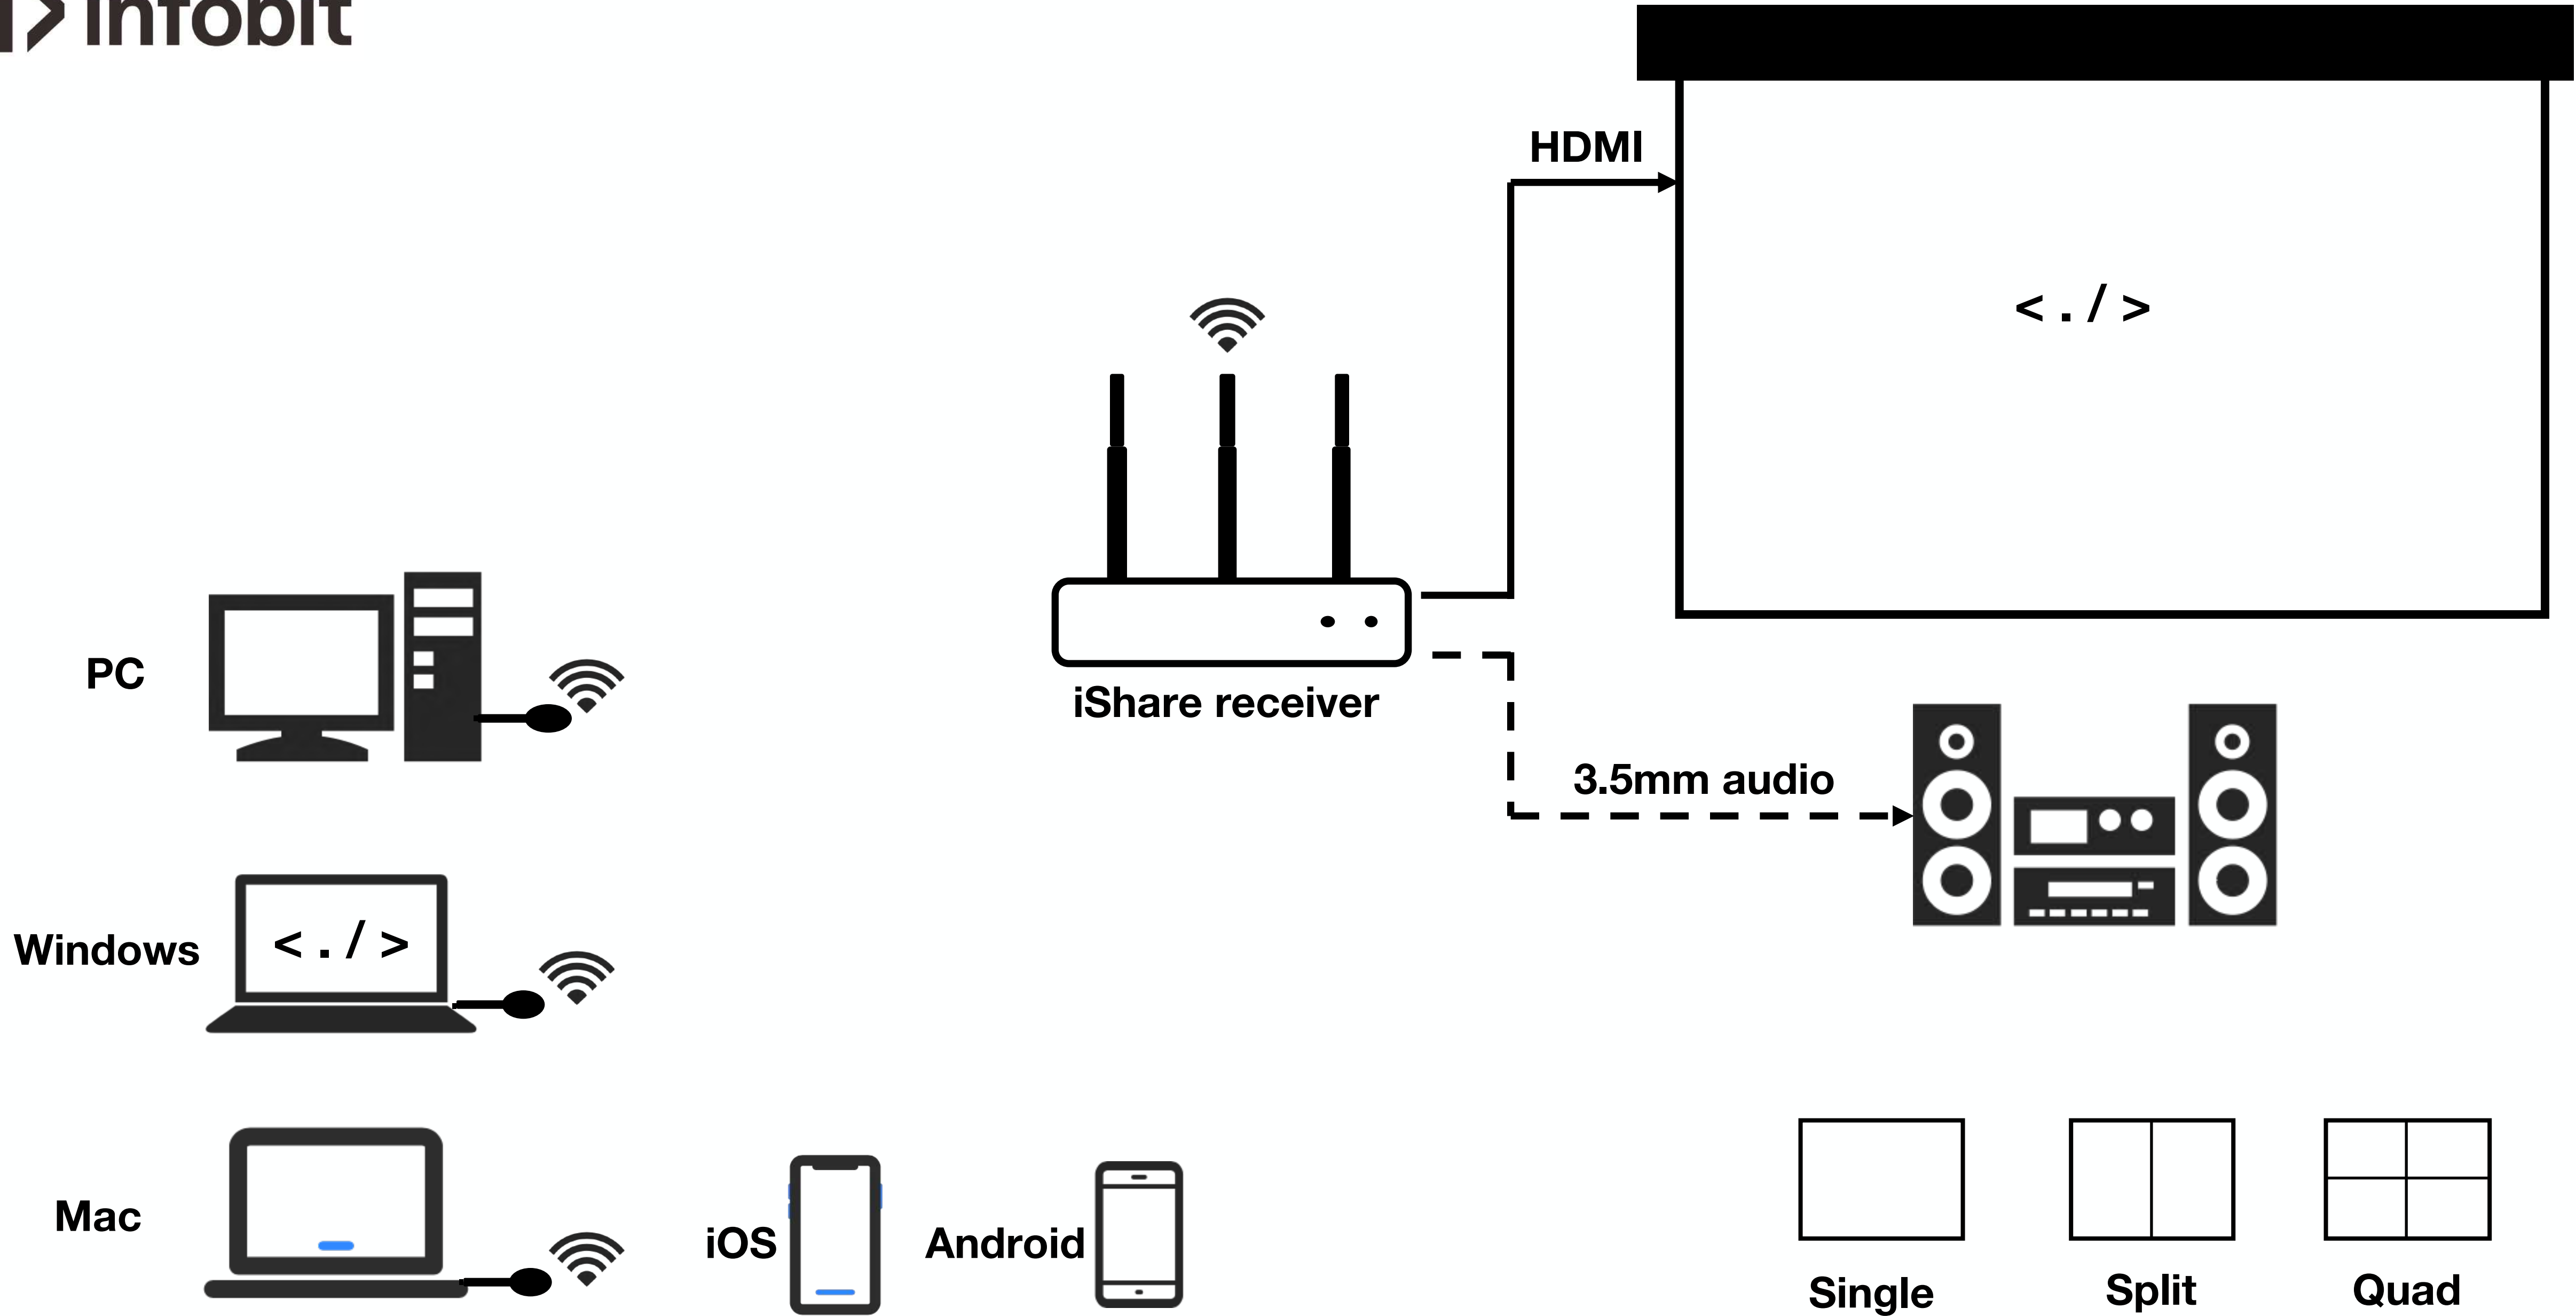 infobit
HDMI
< . / >
iShare receiver
PC
3.5mm audio
Windows
< . / >
Mac
iOS
Android
Single
Split
Quad